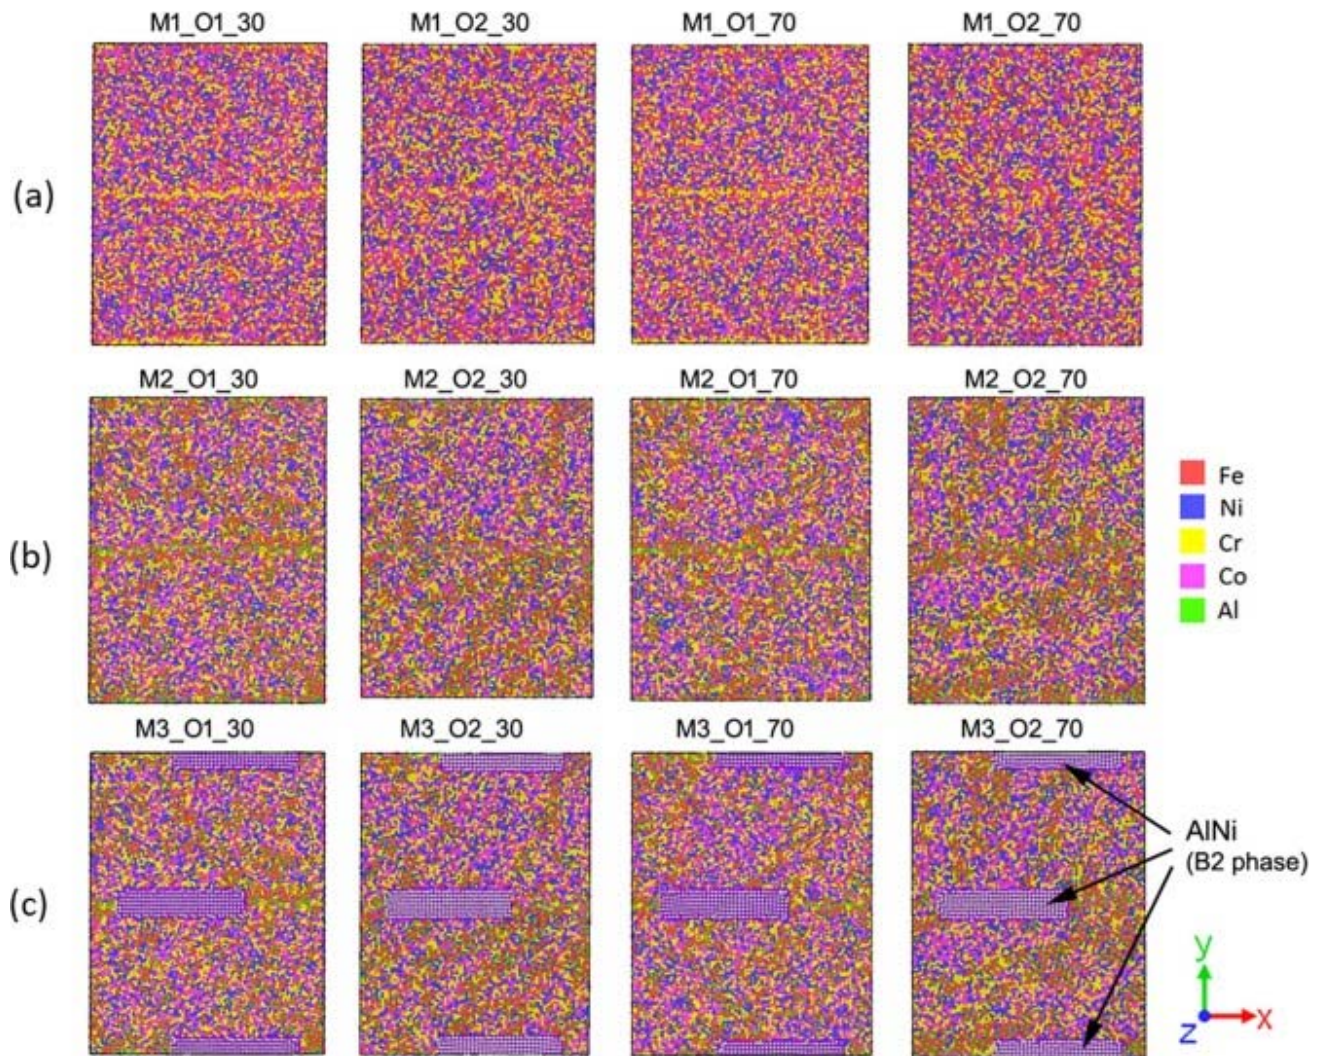 M1_O1_30 M1_O2_30 M1_O1_70 M1_O2_70
(a)
M2_O1_30 M2_O2_30 M2_O1_70 M2_O2_70
(b)
Fe
Ni
Cr
Co
Al
M3_O1_30 M3_O2_30 M3_O1_70 M3_O2_70
(c)
AlNi
(B2 phase)
y
z x